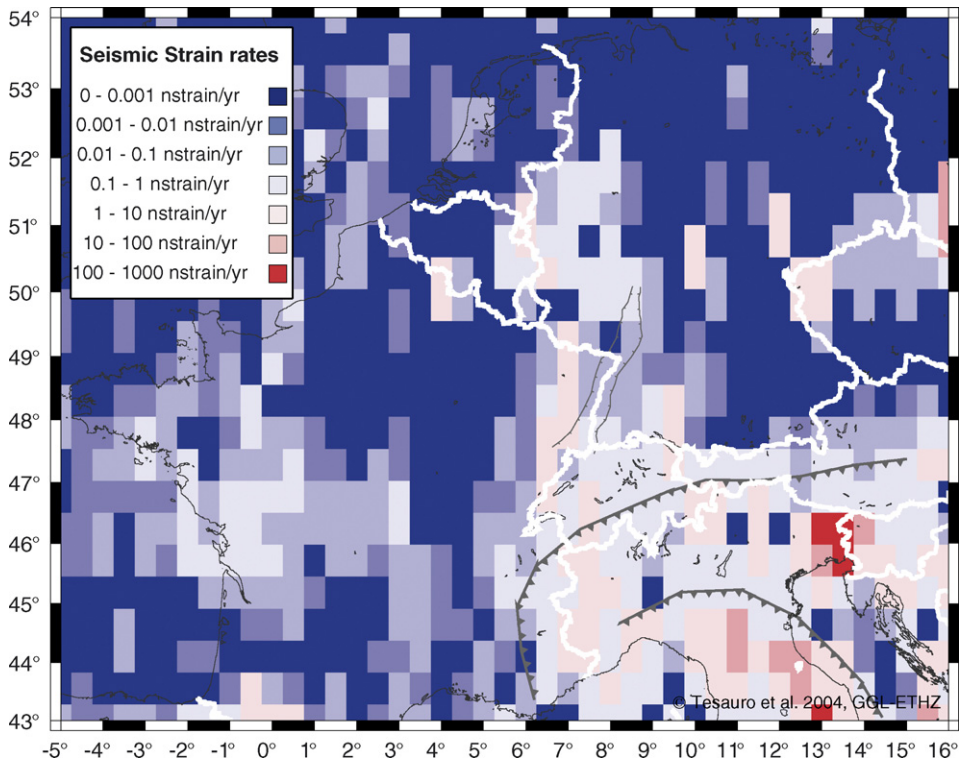 Seismic Strain rates
0 - 0.001 nstrain/yr
0.001 - 0.01 nstrain/yr
0.01 - 0.1 nstrain/yr
0.1 - 1 nstrain/yr
1 - 10 nstrain/yr
10 - 100 nstrain/yr
100 - 1000 nstrain/yr
54°
53°
52°
51°
50°
49°
48°
47°
46°
45°
44°
43°
© Tesauro et al. 2004, GGL-ETHZ
-5° -4° -3° -2° -1° 0° 1° 2° 3° 4° 5° 6° 7° 8° 9° 10° 11° 12° 13° 14° 15° 16°